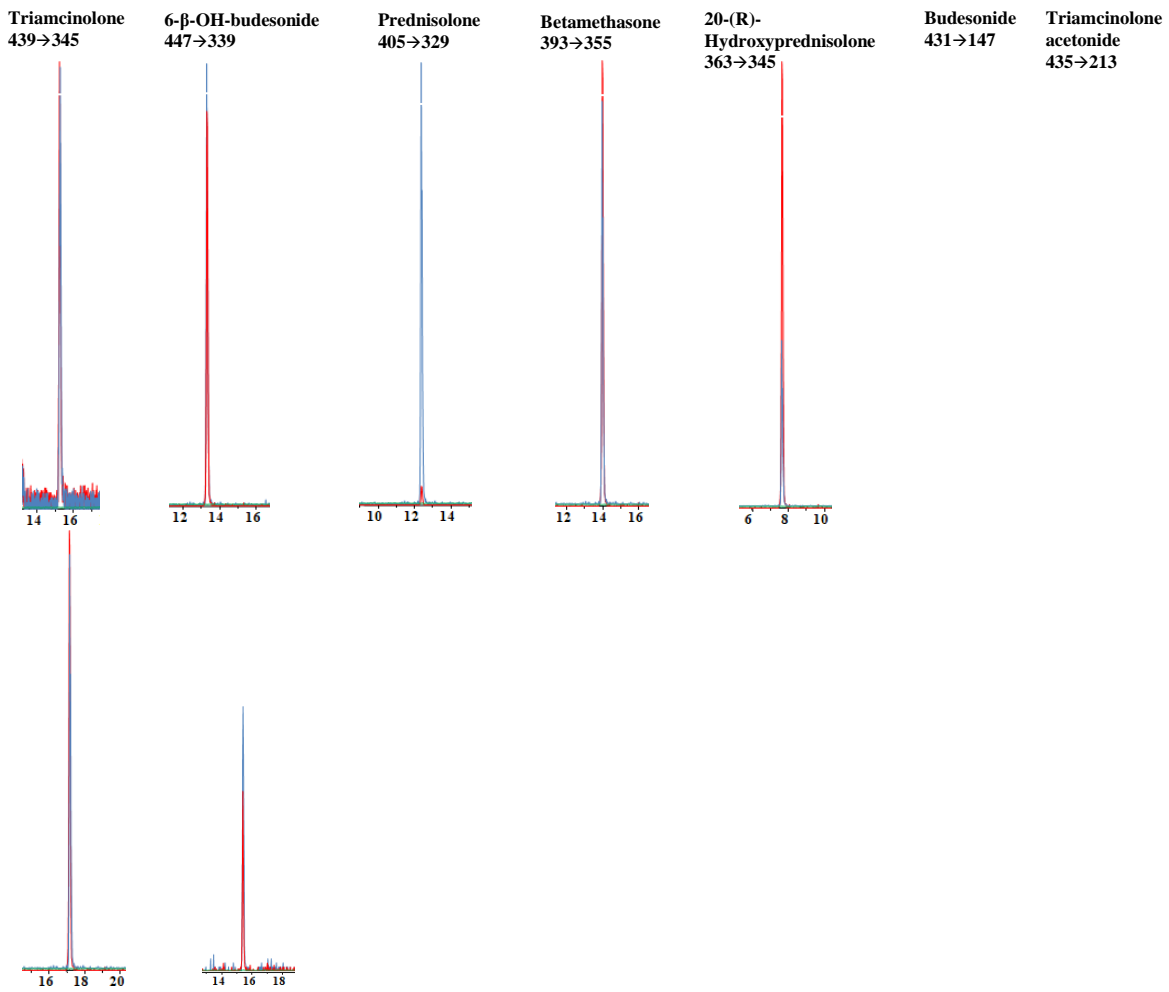 Triamcinolone
439→345
6-β-OH-budesonide
447→339
Prednisolone
405→329
Betamethasone
393→355
20-(R)-
Hydroxyprednisolone
363→345
Budesonide
431→147
Triamcinolone
acetonide
435→213
14 16
12 14 16
10 12 14
12 14 16
6 8 10
16 18 20
14 16 18